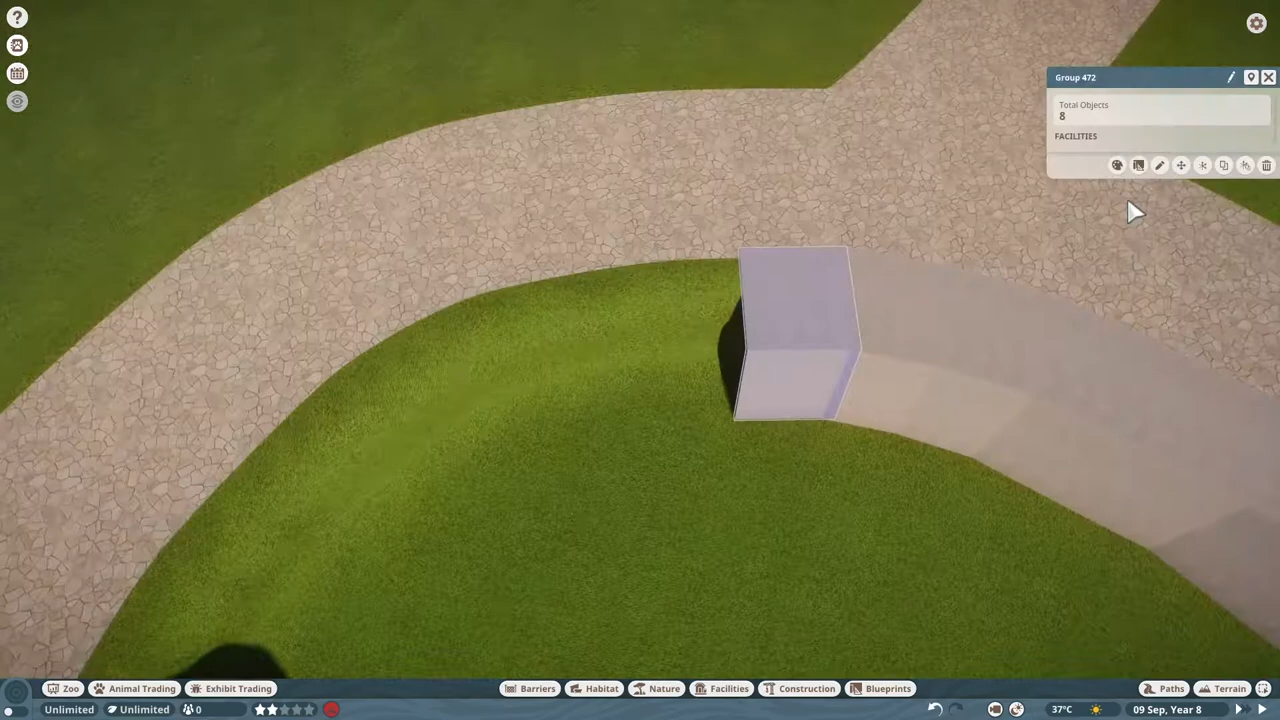 ?
Group 472
Total Objects
8
FACILITIES
Zoo
Animal Trading
Exhibit Trading
Barriers
Habitat
Nature
Facilities
Construction
Blueprints
Paths
Terrain
Unlimited
Unlimited
0
37°C
09 Sep, Year 8